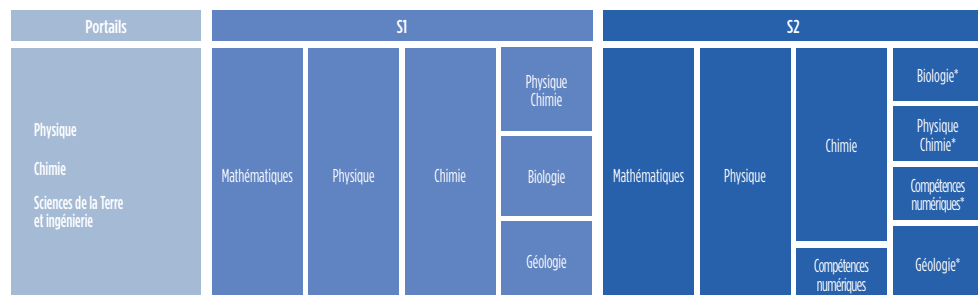 Portails
S1
S2
Physique
Chimie
Sciences de la Terre
et ingénierie
Mathématiques
Physique
Chimie
Physique
Chimie
Biologie
Géologie
Mathématiques
Physique
Chimie
Compétences
numériques
Biologie*
Physique
Chimie*
Compétences
numériques*
Géologie*